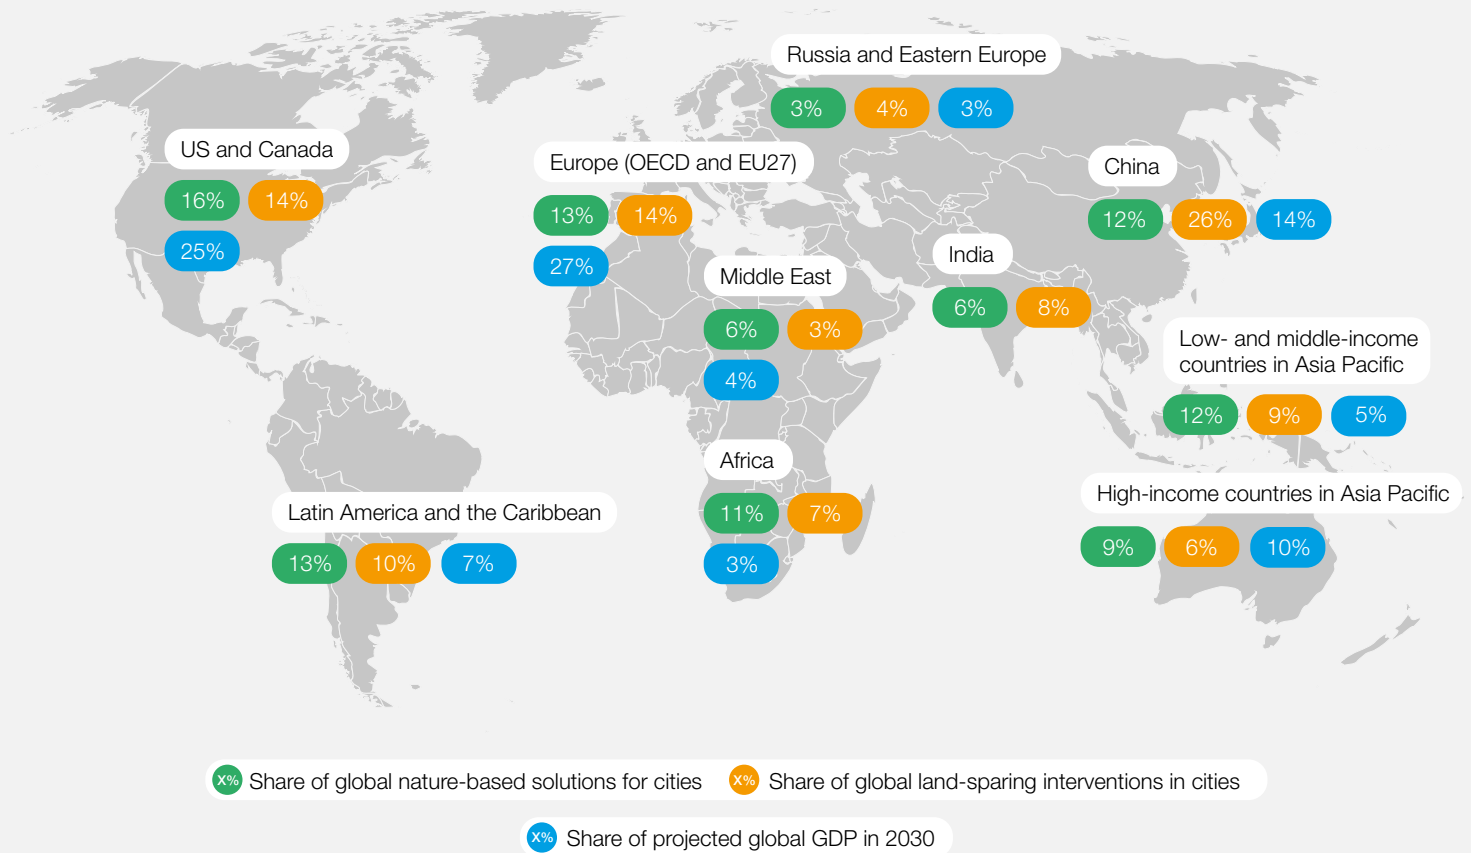 Russia and Eastern Europe
3% 4% 3%
US and Canada
16% 14%
25%
Europe (OECD and EU27)
13% 14%
27%
China
12% 26% 14%
India
6% 8%
Middle East
6% 3%
4%
Low- and middle-income
countries in Asia Pacific
12% 9% 5%
Africa
11% 7%
3%
High-income countries in Asia Pacific
9% 6% 10%
Latin America and the Caribbean
13% 10% 7%
X% Share of global nature-based solutions for cities X% Share of global land-sparing interventions in cities
X% Share of projected global GDP in 2030